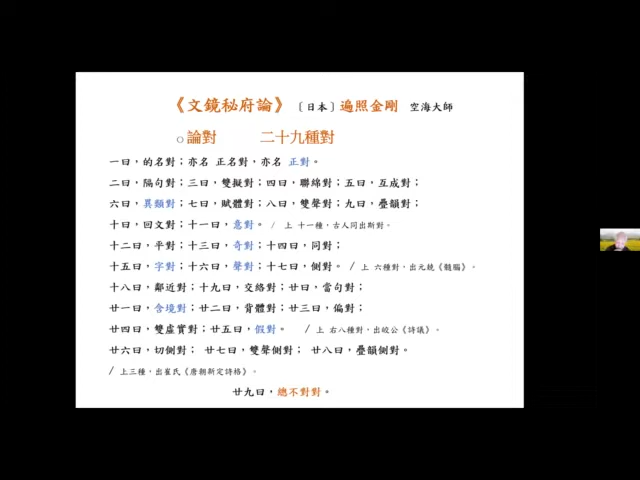 《文鏡秘府論》〔日本〕遍照金剛 空海大師
○論對 二十九種對
一曰，的名對；亦名 正名對，亦名 正對。
二曰，隔句對；三曰，雙擬對；四曰，聯綿對；五曰，互成對；
六曰，異類對；七曰，賦體對；八曰，雙聲對；九曰，疊韻對；
十曰，回文對；十一曰，意對。 / 上 十一種，古人同出斯對。
十二曰，平對；十三曰，奇對；十四曰，同對；
十五曰，字對；十六曰，聲對。十七曰，側對。 / 上 六種對，出元兢《髓腦》。
十八曰，鄰近對；十九曰，交絡對；廿曰，當句對；
廿一曰，含境對；廿二曰，背體對；廿三曰，偏對；
廿四曰，雙虛實對；廿五曰，假對。 / 上 右八種對，出皎公《詩議》。
廿六曰，切側對； 廿七曰，雙聲側對； 廿八曰，疊韻側對。
/ 上三種，出崔氏《唐朝新定詩格》。
廿九曰，總不對對。